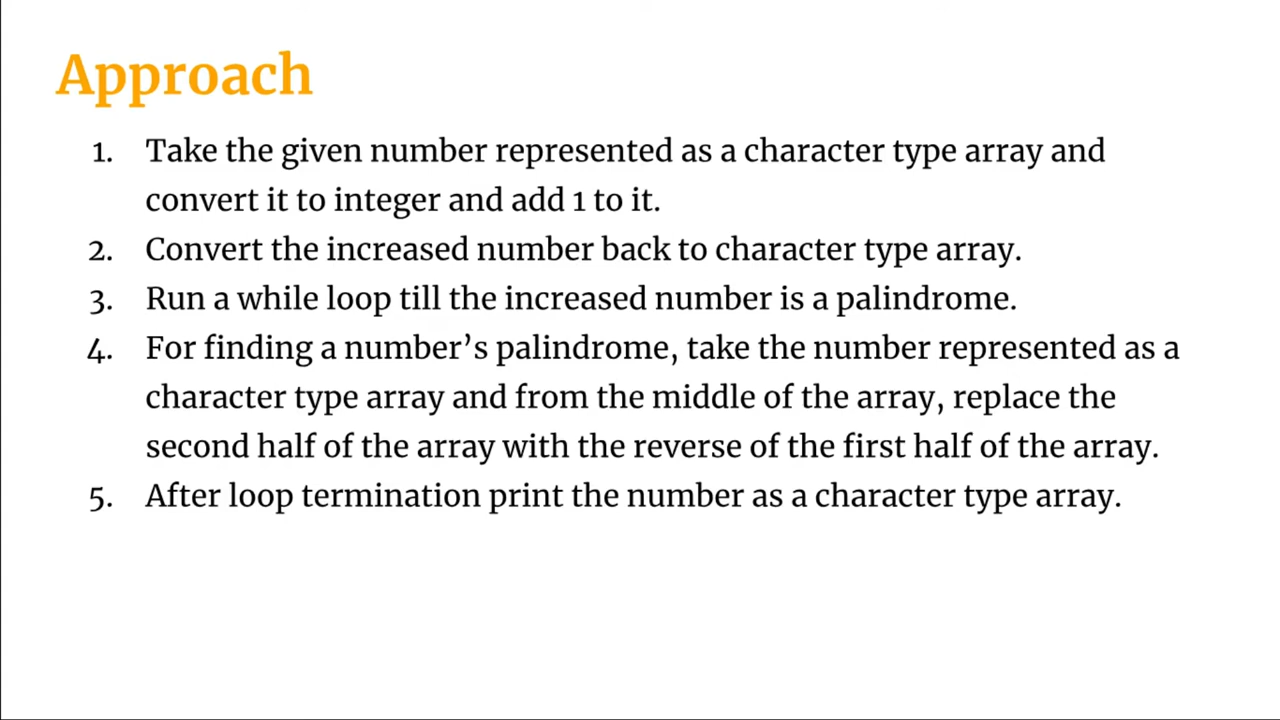 Approach
1. Take the given number represented as a character type array and
convert it to integer and add 1 to it.
2. Convert the increased number back to character type array.
3. Run a while loop till the increased number is a palindrome.
4. For finding a number’s palindrome, take the number represented as a
character type array and from the middle of the array, replace the
second half of the array with the reverse of the first half of the array.
5. After loop termination print the number as a character type array.